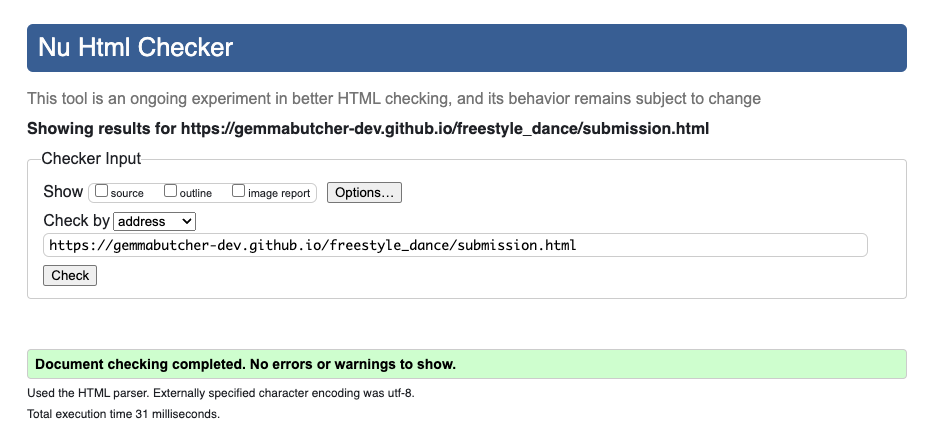 Nu Html Checker
This tool is an ongoing experiment in better HTML checking, and its behavior remains subject to change
Showing results for https://gemmabutcher-dev.github.io/freestyle_dance/submission.html
Checker Input
Show source outline image report Options...
Check by address
https://gemmabutcher-dev.github.io/freestyle_dance/submission.html
Check
Document checking completed. No errors or warnings to show.
Used the HTML parser. Externally specified character encoding was utf-8.
Total execution time 31 milliseconds.